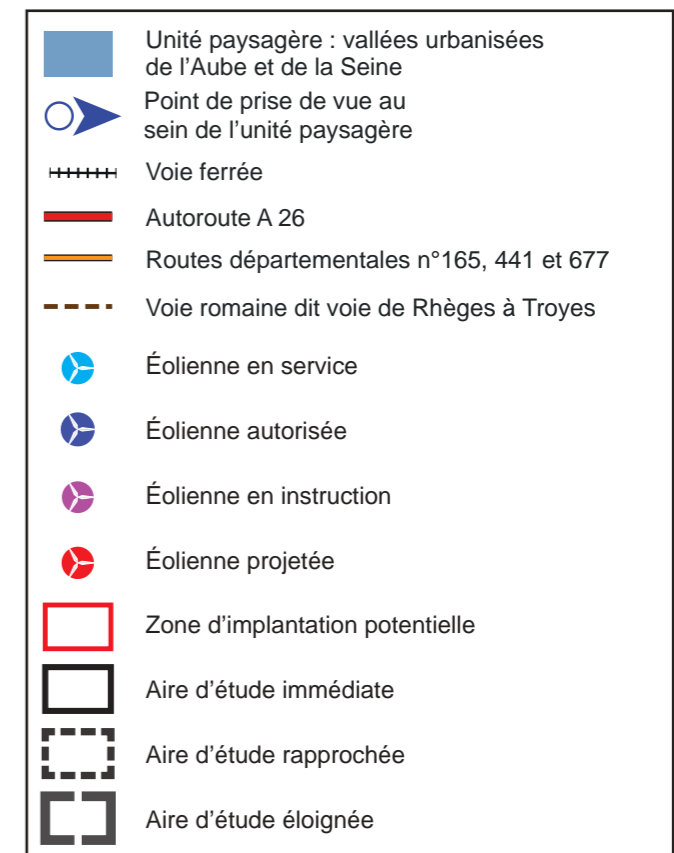 Unité paysagère : vallées urbanisées
de l'Aube et de la Seine
Point de prise de vue au
sein de l'unité paysagère
Voie ferrée
Autoroute A 26
Routes départementales n°165, 441 et 677
Voie romaine dit voie de Rhèges à Troyes
Éolienne en service
Éolienne autorisée
Éolienne en instruction
Éolienne projetée
Zone d'implantation potentielle
Aire d'étude immédiate
Aire d'étude rapprochée
Aire d'étude éloignée